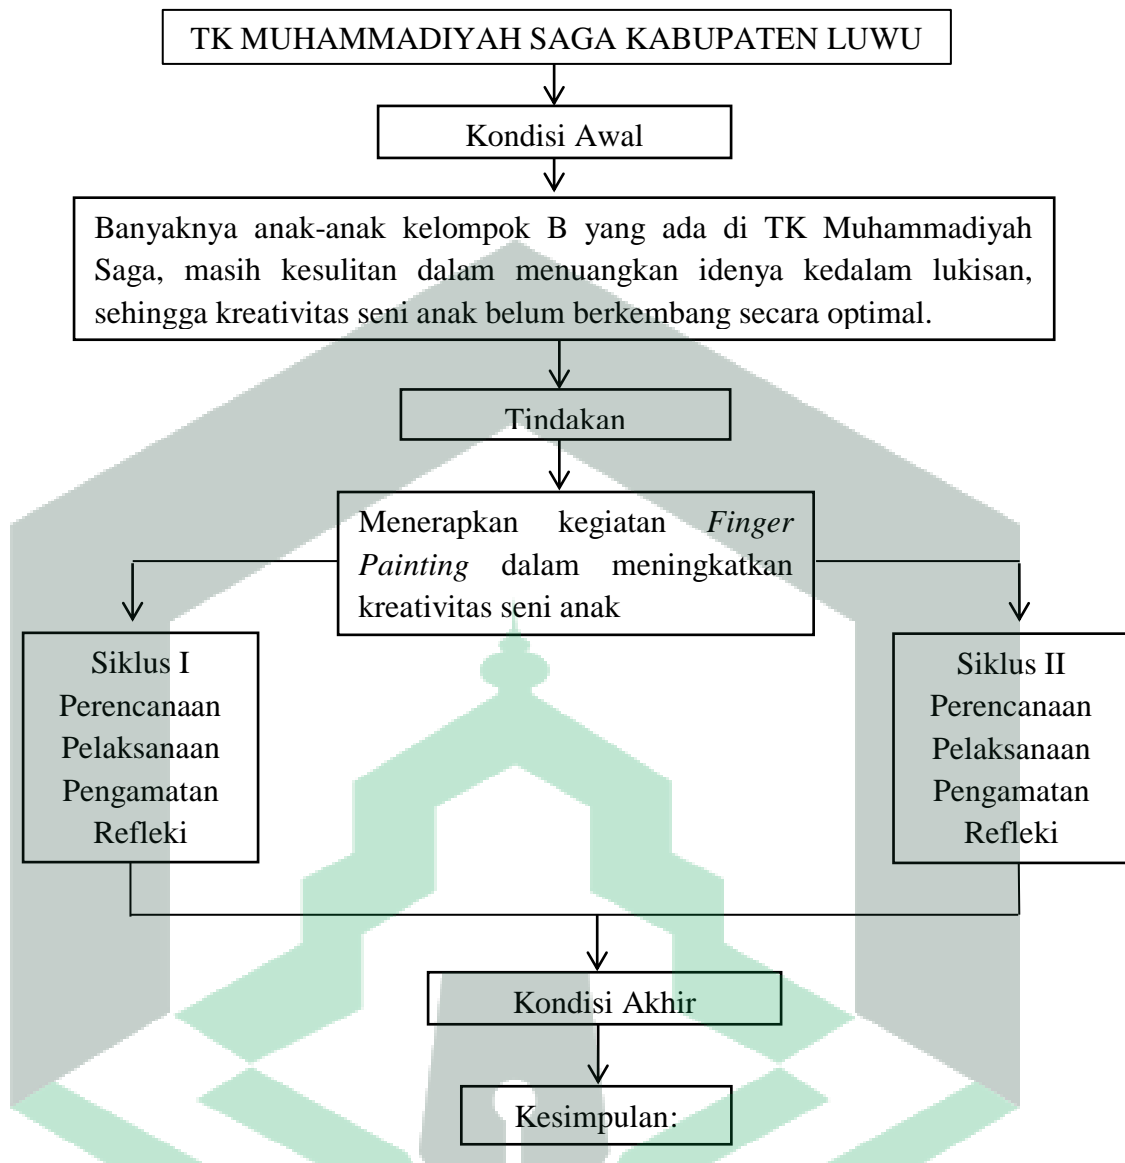 TK MUHAMMADIYAH SAGA KABUPATEN LUWU
Kondisi Awal
Banyaknya anak-anak kelompok B yang ada di TK Muhammadiyah
Saga, masih kesulitan dalam menuangkan idenya kedalam lukisan,
sehingga kreativitas seni anak belum berkembang secara optimal.
Tindakan
Menerapkan kegiatan Finger
Painting dalam meningkatkan
kreativitas seni anak
Siklus I
Perencanaan
Pelaksanaan
Pengamatan
Refleki
Siklus II
Perencanaan
Pelaksanaan
Pengamatan
Refleki
Kondisi Akhir
Kesimpulan: